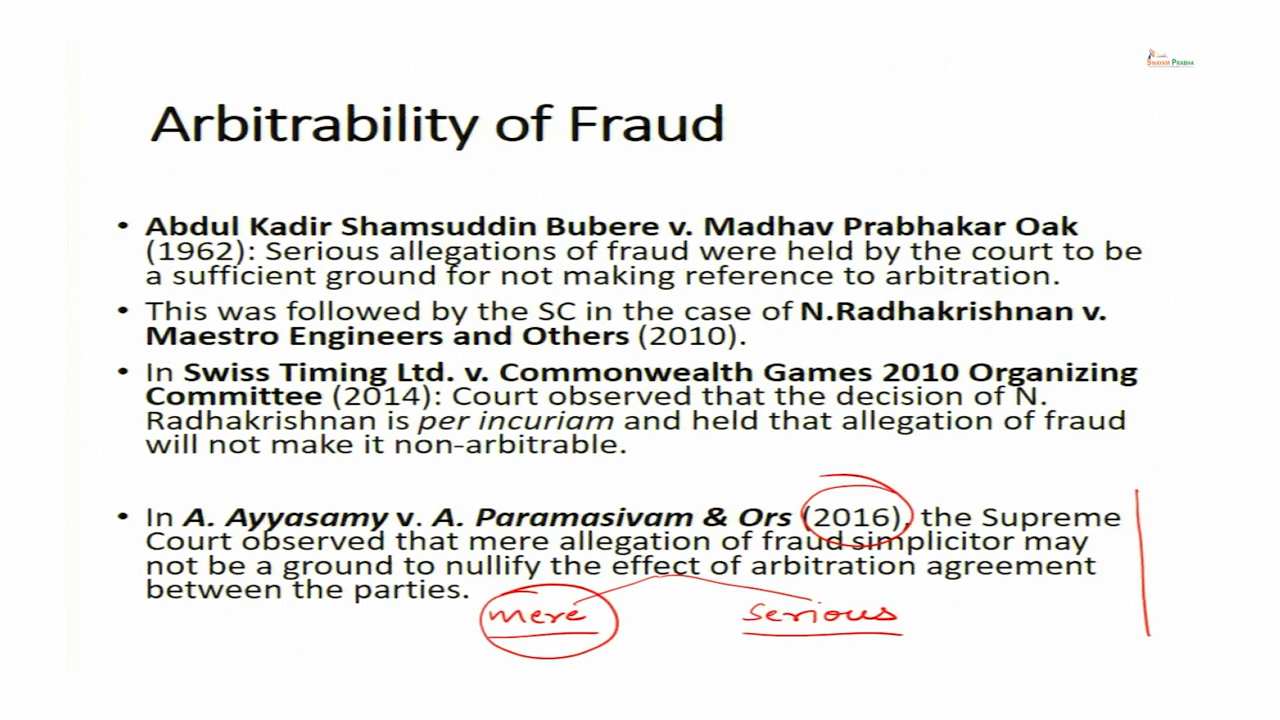 SWAYAM PRABHA
Arbitrability of Fraud
• Abdul Kadir Shamsuddin Bubere v. Madhav Prabhakar Oak
(1962): Serious allegations of fraud were held by the court to be
a sufficient ground for not making reference to arbitration.
• This was followed by the SC in the case of N.Radhakrishnan v.
Maestro Engineers and Others (2010).
• In Swiss Timing Ltd. v. Commonwealth Games 2010 Organizing
Committee (2014): Court observed that the decision of N.
Radhakrishnan is per incuriam and held that allegation of fraud
will not make it non-arbitrable.
• In A. Ayyasamy v. A. Paramasivam & Ors (2016), the Supreme
Court observed that mere allegation of fraud simplicitor may
not be a ground to nullify the effect of arbitration agreement
between the parties.
mere serious